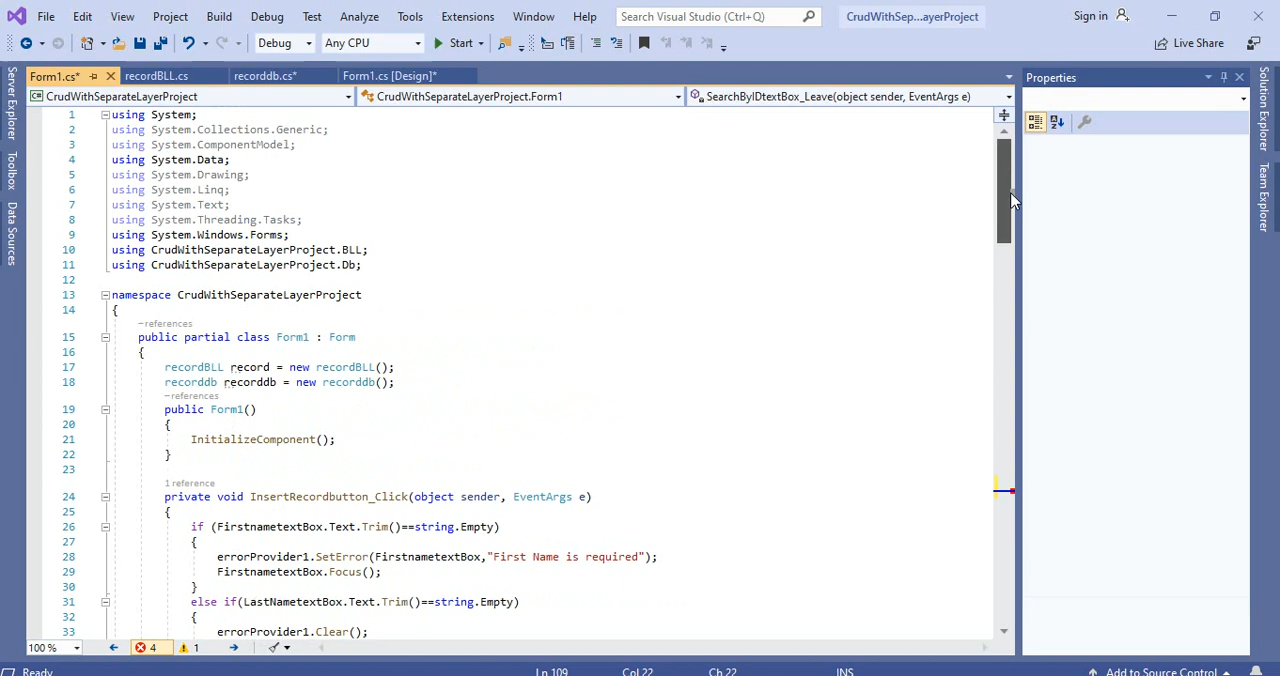 File Edit View Project Build Debug Test Analyze Tools Extensions Window Help Search Visual Studio (Ctrl+Q) CrudWithSep...ayerProject Sign in
Debug Any CPU Start Live Share
Form1.cs* recordBLL.cs recorddb.cs* Form1.cs [Design]* Properties
CrudWithSeparateLayerProject CrudWithSeparateLayerProject.Form1 SearchByIDtextBox_Leave(object sender, EventArgs e)
Server Explorer
Toolbox
Data Sources
1 using System;
2 using System.Collections.Generic;
3 using System.ComponentModel;
4 using System.Data;
5 using System.Drawing;
6 using System.Linq;
7 using System.Text;
8 using System.Threading.Tasks;
9 using System.Windows.Forms;
10 using CrudWithSeparateLayerProject.BLL;
11 using CrudWithSeparateLayerProject.Db;
12
13 namespace CrudWithSeparateLayerProject
14 {
-references
15 public partial class Form1 : Form
16 {
17 recordBLL record = new recordBLL();
18 recorddb recorddb = new recorddb();
-references
19 public Form1()
20 {
21 InitializeComponent();
22 }
23
1 reference
24 private void InsertRecordbutton_Click(object sender, EventArgs e)
25 {
26 if (FirstnametextBox.Text.Trim()==string.Empty)
27 {
28 errorProvider1.SetError(FirstnametextBox,"First Name is required");
29 FirstnametextBox.Focus();
30 }
31 else if(LastNametextBox.Text.Trim()==string.Empty)
32 {
33 errorProvider1.Clear();
Solution Explorer
Team Explorer
100 % 4 1
Ready Ln 109 Col 22 Ch 22 INS Add to Source Control